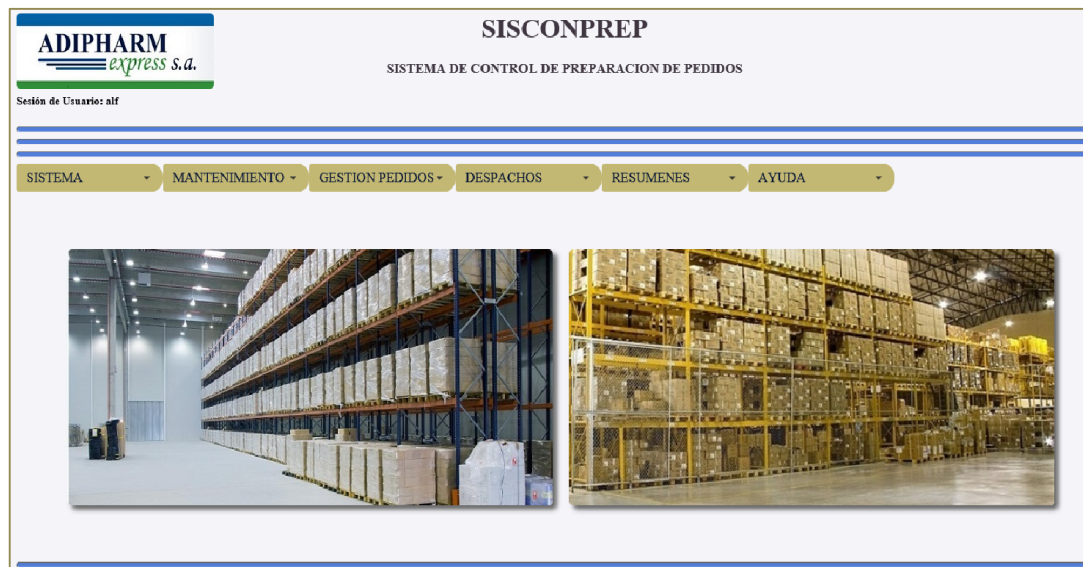 ADIPHARM
express s.a.
SISCONPREP
SISTEMA DE CONTROL DE PREPARACION DE PEDIDOS
Sesión de Usuario: alf
SISTEMA MANTENIMIENTO GESTION PEDIDOS DESPACHOS RESUMENES AYUDA